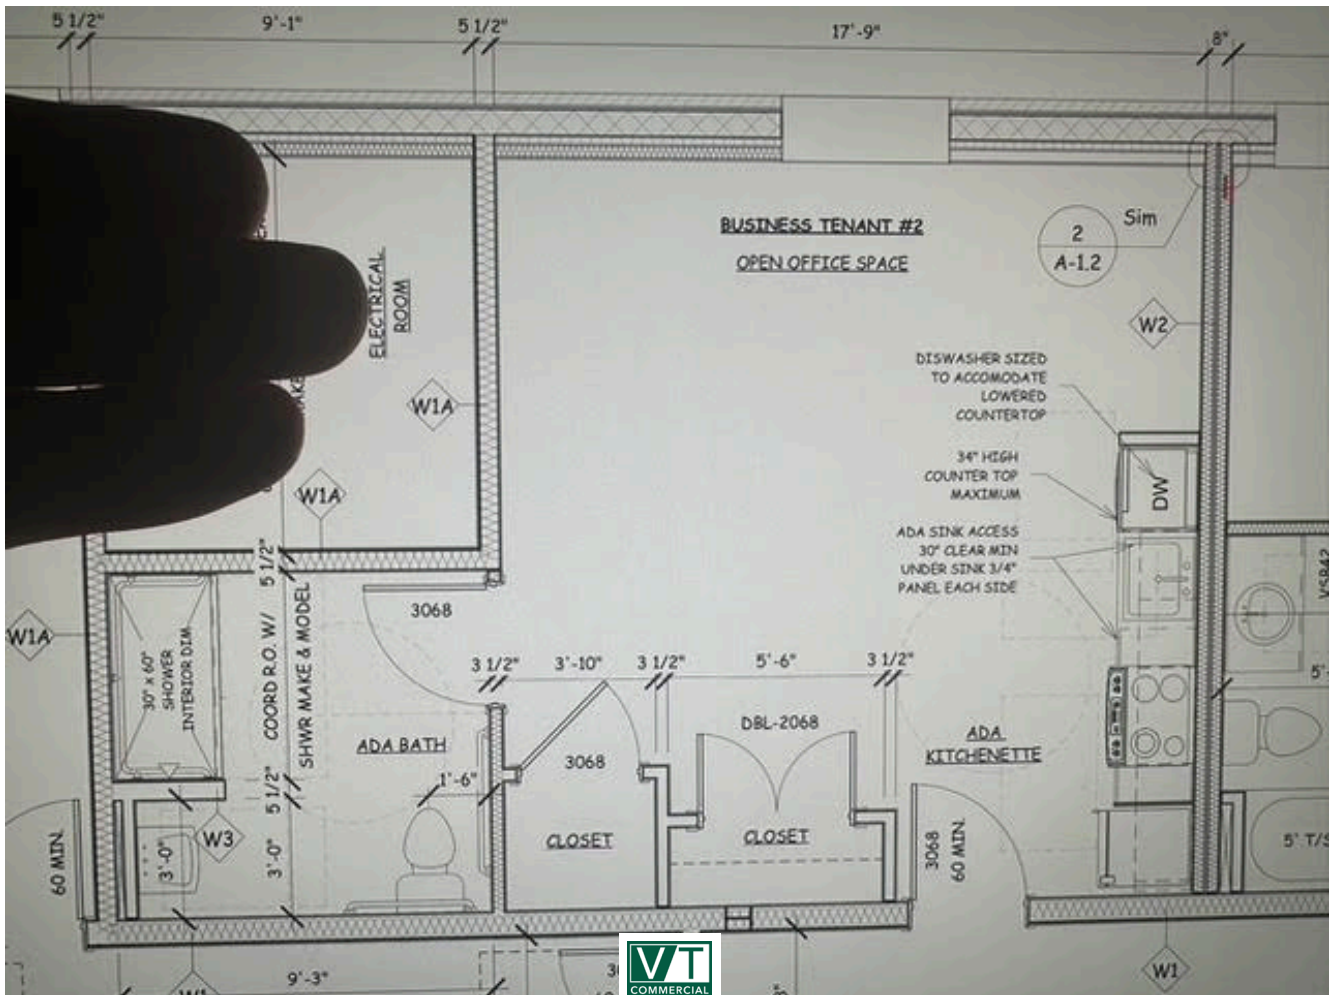 5 1/2"
9'-1"
5 1/2"
17'-9"
8"
BUSINESS TENANT #2
OPEN OFFICE SPACE
2
A-1.2
Sim
W2
ELECTRICAL
ROOM
W1A
W1A
DISWASHER SIZED
TO ACCOMODATE
LOWERED
COUNTERTOP
34" HIGH
COUNTER TOP
MAXIMUM
DW
ADA SINK ACCESS
30" CLEAR MIN
UNDER SINK 3/4"
PANEL EACH SIDE
5 1/2"
3068
W1A
30" x 60"
SHOWER
INTERIOR DIM
COORD R.O. W/
SHWR MAKE & MODEL
3 1/2"
3'-10"
3 1/2"
5'-6"
3 1/2"
DBL-2068
ADA BATH
3068
ADA
KITCHENETTE
1'-6"
5 1/2"
W3
3'-0"
3'-0"
CLOSET
CLOSET
3068
60 MIN.
60 MIN.
5' T/S
9'-3"
W1
VT
COMMERCIAL